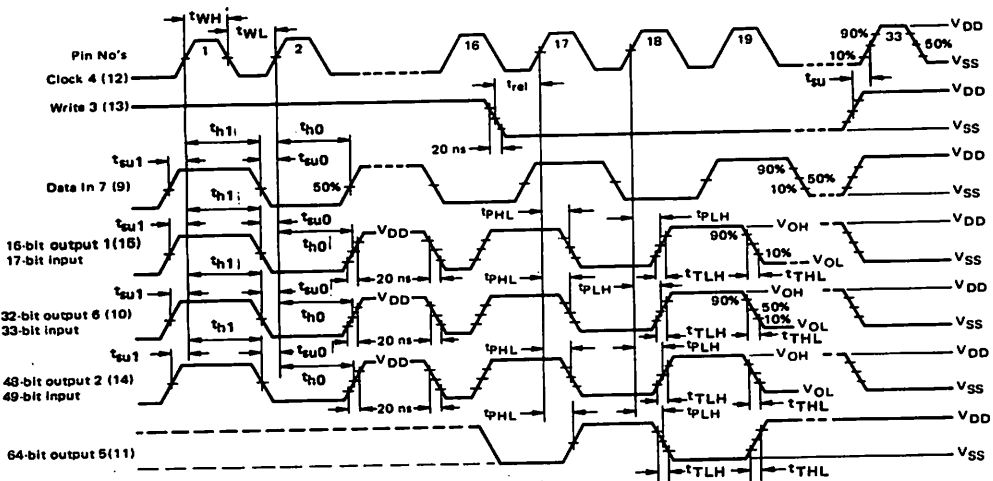 tWH
tWL
Pin No's
Clock 4 (12)
1 2 16 17 18 19 33
90% 10% 50% VDD VSS
Write 3 (13)
trel
20 ns
tsu
VDD
VSS
Data In 7 (9)
tsu1 th1 th0 tsu0
50%
90% 10% 50%
VDD
VSS
16-bit output 1 (15)
17-bit input
tsu1 th1 tsu0 th0 VDD 20 ns tPHL tPLH 90% VOH 10% VOL tTLH tTHL VDD VSS
32-bit output 6 (10)
33-bit input
tsu1 th1 tsu0 th0 VDD 20 ns tPHL tPLH 90% VOH 50% 10% VOL tTLH tTHL VDD VSS
48-bit output 2 (14)
49-bit input
tsu1 th1 tsu0 th0 VDD 20 ns tPHL tPLH VOH VOL tTLH tTHL VDD VSS
64-bit output 5(11)
tPHL tPLH tTLH tTHL VDD VSS